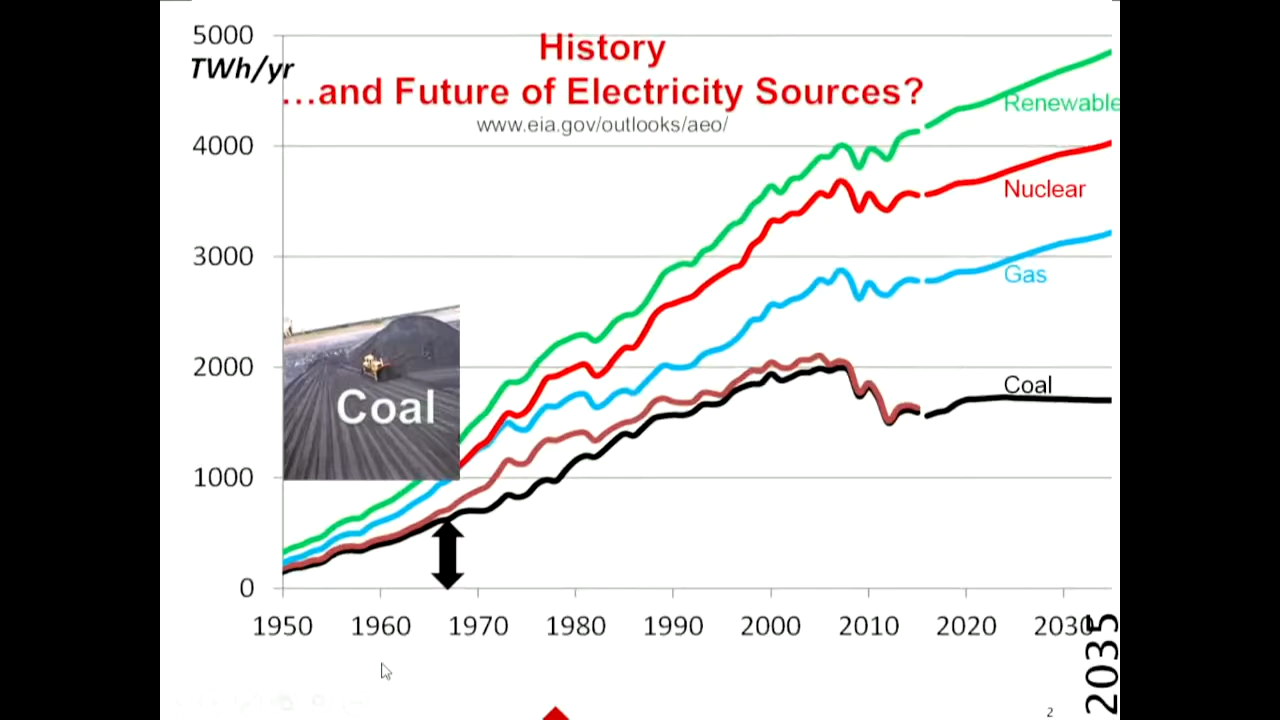 5000
TWh/yr
History
...and Future of Electricity Sources?
www.eia.gov/outlooks/aeo/
Renewable
4000
Nuclear
3000
Gas
2000
Coal
Coal
1000
0
1950 1960 1970 1980 1990 2000 2010 2020 2030
2035
2